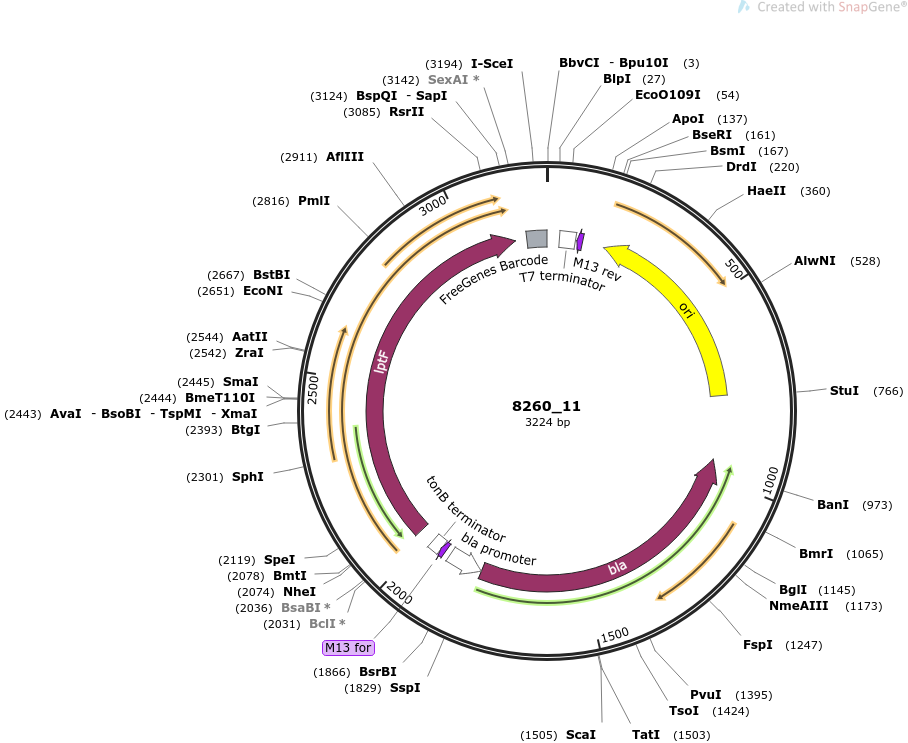 Created with SnapGene®
(3194) I-SceI
(3142) SexAI *
(3124) BspQI - SapI
(3085) RsrII
(2911) AflIII
(2816) PmlI
(2667) BstBI
(2651) EcoNI
(2544) AatII
(2542) ZraI
(2445) SmaI
(2444) BmeT110I
(2443) AvaI - BsoBI - TspMI - XmaI
(2393) BtgI
(2301) SphI
(2119) SpeI
(2078) BmtI
(2074) NheI
(2036) BsaBI *
(2031) BclI *
M13 for
(1866) BsrBI
(1829) SspI
(1505) ScaI
BbvCI - Bpu10I (3)
BlpI (27)
EcoO109I (54)
ApoI (137)
BseRI (161)
BsmI (167)
DrdI (220)
HaeII (360)
AlwNI (528)
StuI (766)
BanI (973)
BmrI (1065)
BglI (1145)
NmeAIII (1173)
FspI (1247)
PvuI (1395)
TsoI (1424)
TatI (1503)
500
1000
1500
2000
2500
3000
FreeGenes Barcode
T7 terminator
M13 rev
ori
lptF
tonB terminator
bla promoter
bla
8260_11
3224 bp